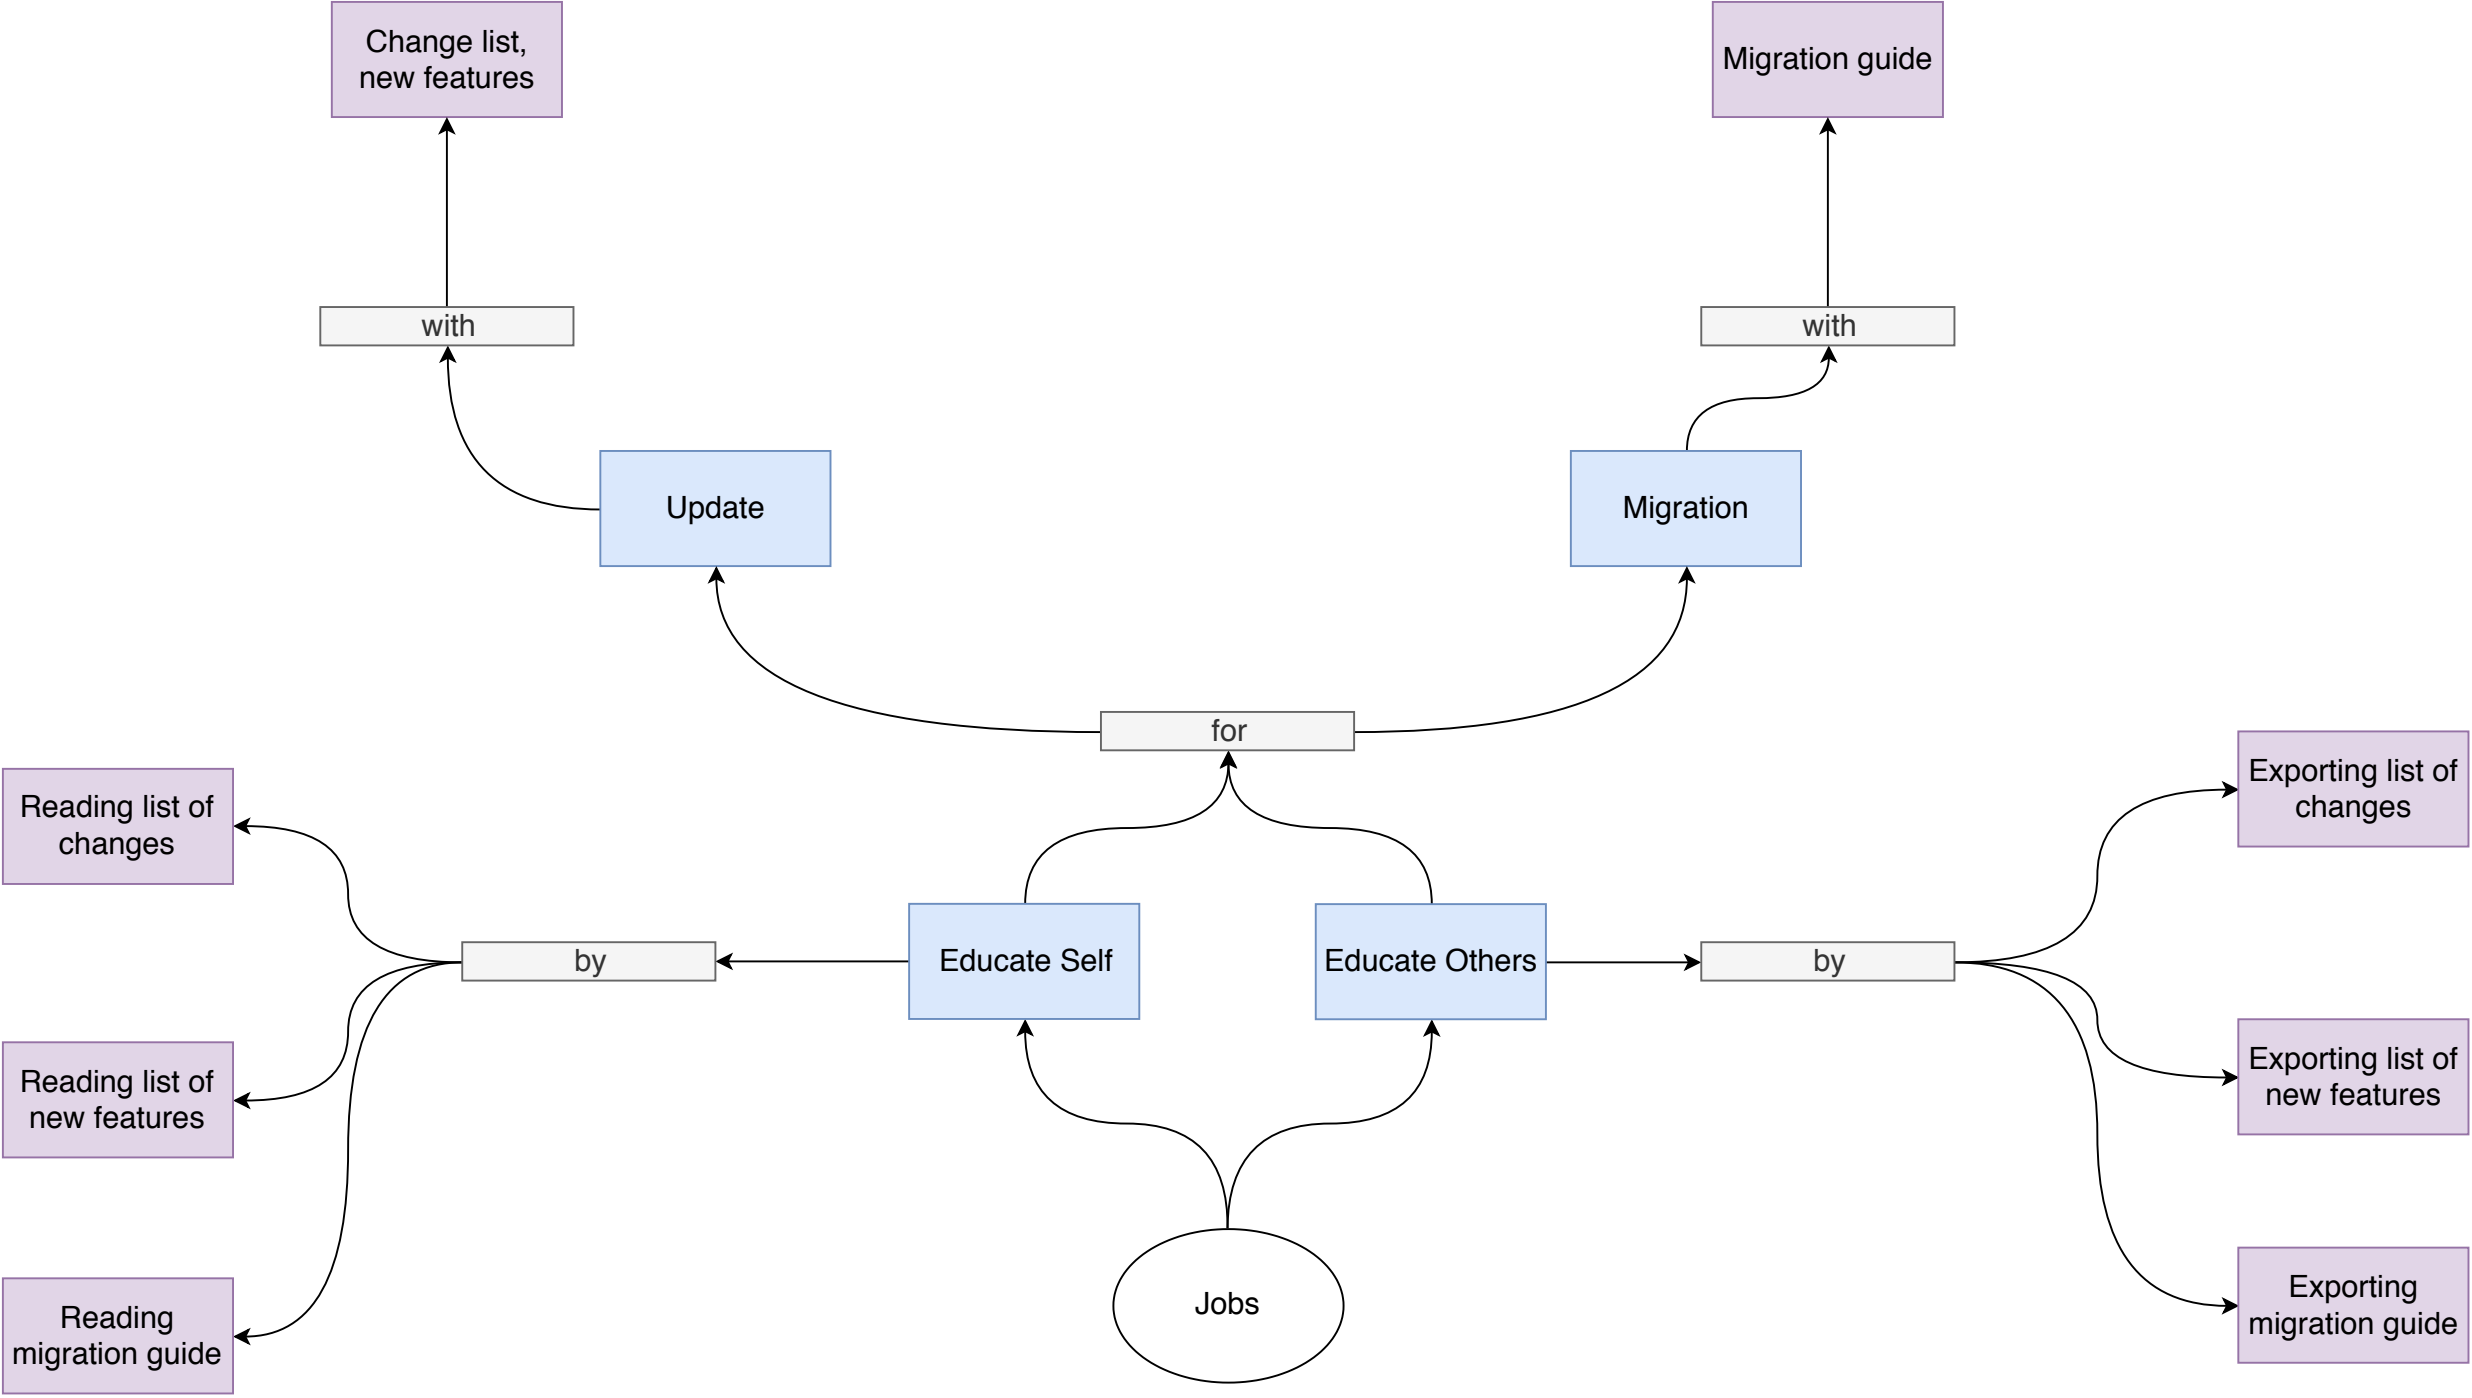 Change list,
new features
Migration guide
with
with
Update
Migration
for
Reading list of
changes
Exporting list of
changes
by
Educate Self
Educate Others
by
Reading list of
new features
Exporting list of
new features
Jobs
Reading
migration guide
Exporting
migration guide